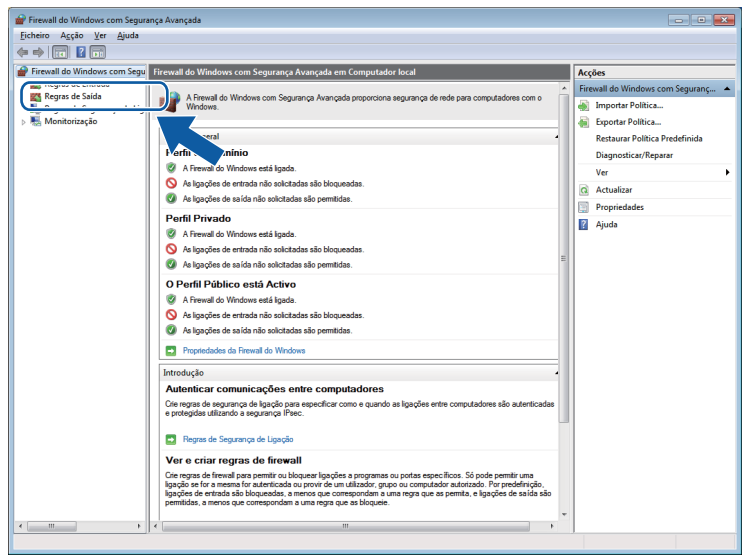 Firewall do Windows com Segurança Avançada
Ficheiro Acção Ver Ajuda
Firewall do Windows com Segu
Regras de Entrada
Regras de Saída
Monitorização
Firewall do Windows com Segurança Avançada em Computador local
A Firewall do Windows com Segurança Avançada proporciona segurança de rede para computadores com o
Windows.
A Firewall do Windows está ligada.
As ligações de entrada não solicitadas são bloqueadas.
As ligações de saída não solicitadas são permitidas.
Perfil Privado
A Firewall do Windows está ligada.
As ligações de entrada não solicitadas são bloqueadas.
As ligações de saída não solicitadas são permitidas.
O Perfil Público está Activo
A Firewall do Windows está ligada.
As ligações de entrada não solicitadas são bloqueadas.
As ligações de saída não solicitadas são permitidas.
Propriedades da Firewall do Windows
Introdução
Autenticar comunicações entre computadores
Crie regras de segurança de ligação para especificar como e quando as ligações entre computadores são autenticadas
e protegidas utilizando a segurança IPsec.
Regras de Segurança de Ligação
Ver e criar regras de firewall
Crie regras de firewall para permitir ou bloquear ligações a programas ou portas específicos. Só pode permitir uma
ligação se for a mesma for autenticada ou provir de um utilizador, grupo ou computador autorizado. Por predefinição,
ligações de entrada são bloqueadas, a menos que correspondam a uma regra que as permita, e ligações de saída são
permitidas, a menos que correspondam a uma regra que as bloqueie.
Acções
Firewall do Windows com Seguranç...
Importar Política...
Exportar Política...
Restaurar Política Predefinida
Diagnosticar/Reparar
Ver
Actualizar
Propriedades
Ajuda